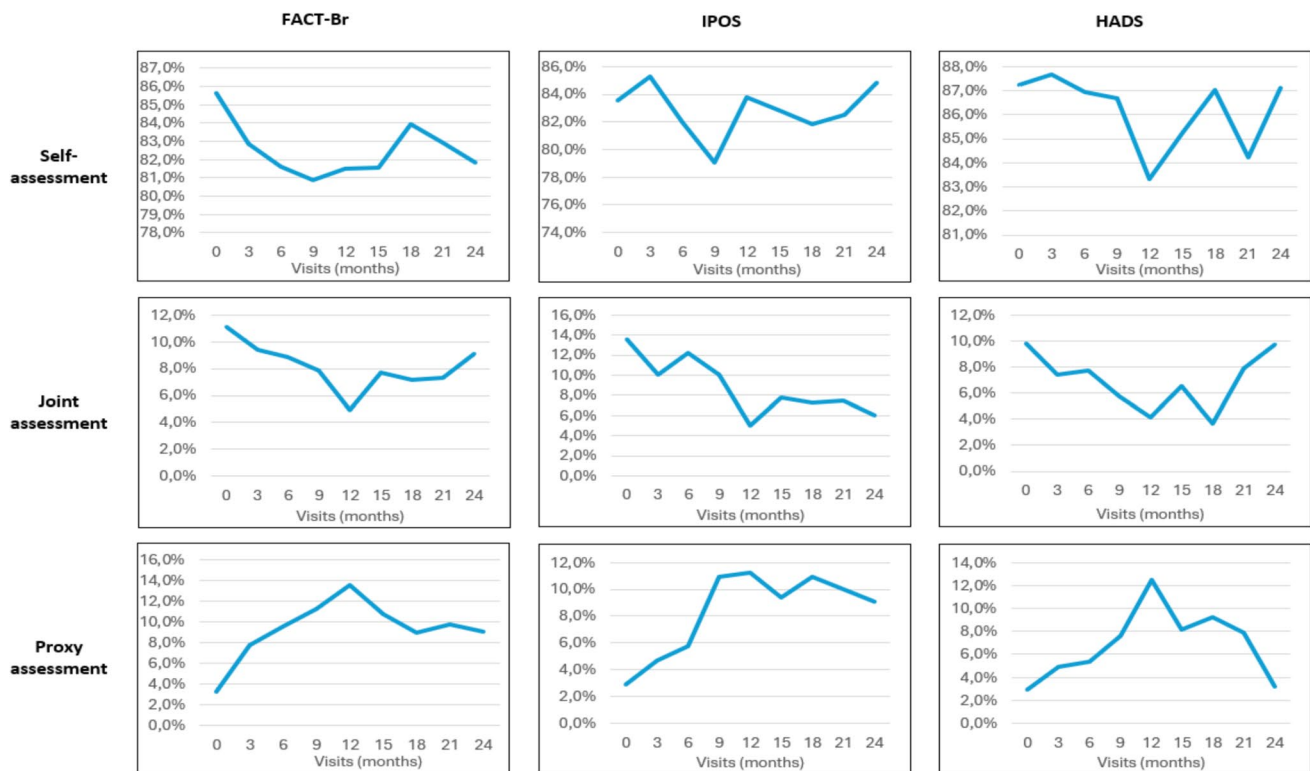 FACT-Br
IPOS
HADS
Self-
assessment
87,0%
86,0%
85,0%
84,0%
83,0%
82,0%
81,0%
80,0%
79,0%
78,0%
0 3 6 9 12 15 18 21 24
Visits (months)
86,0%
84,0%
82,0%
80,0%
78,0%
76,0%
74,0%
0 3 6 9 12 15 18 21 24
Visits (months)
88,0%
87,0%
86,0%
85,0%
84,0%
83,0%
82,0%
81,0%
0 3 6 9 12 15 18 21 24
Visits (months)
Joint
assessment
12,0%
10,0%
8,0%
6,0%
4,0%
2,0%
0,0%
0 3 6 9 12 15 18 21 24
Visits (months)
16,0%
14,0%
12,0%
10,0%
8,0%
6,0%
4,0%
2,0%
0,0%
0 3 6 9 12 15 18 21 24
Visits (months)
12,0%
10,0%
8,0%
6,0%
4,0%
2,0%
0,0%
0 3 6 9 12 15 18 21 24
Visits (months)
Proxy
assessment
16,0%
14,0%
12,0%
10,0%
8,0%
6,0%
4,0%
2,0%
0,0%
0 3 6 9 12 15 18 21 24
Visits (months)
12,0%
10,0%
8,0%
6,0%
4,0%
2,0%
0,0%
0 3 6 9 12 15 18 21 24
Visits (months)
14,0%
12,0%
10,0%
8,0%
6,0%
4,0%
2,0%
0,0%
0 3 6 9 12 15 18 21 24
Visits (months)